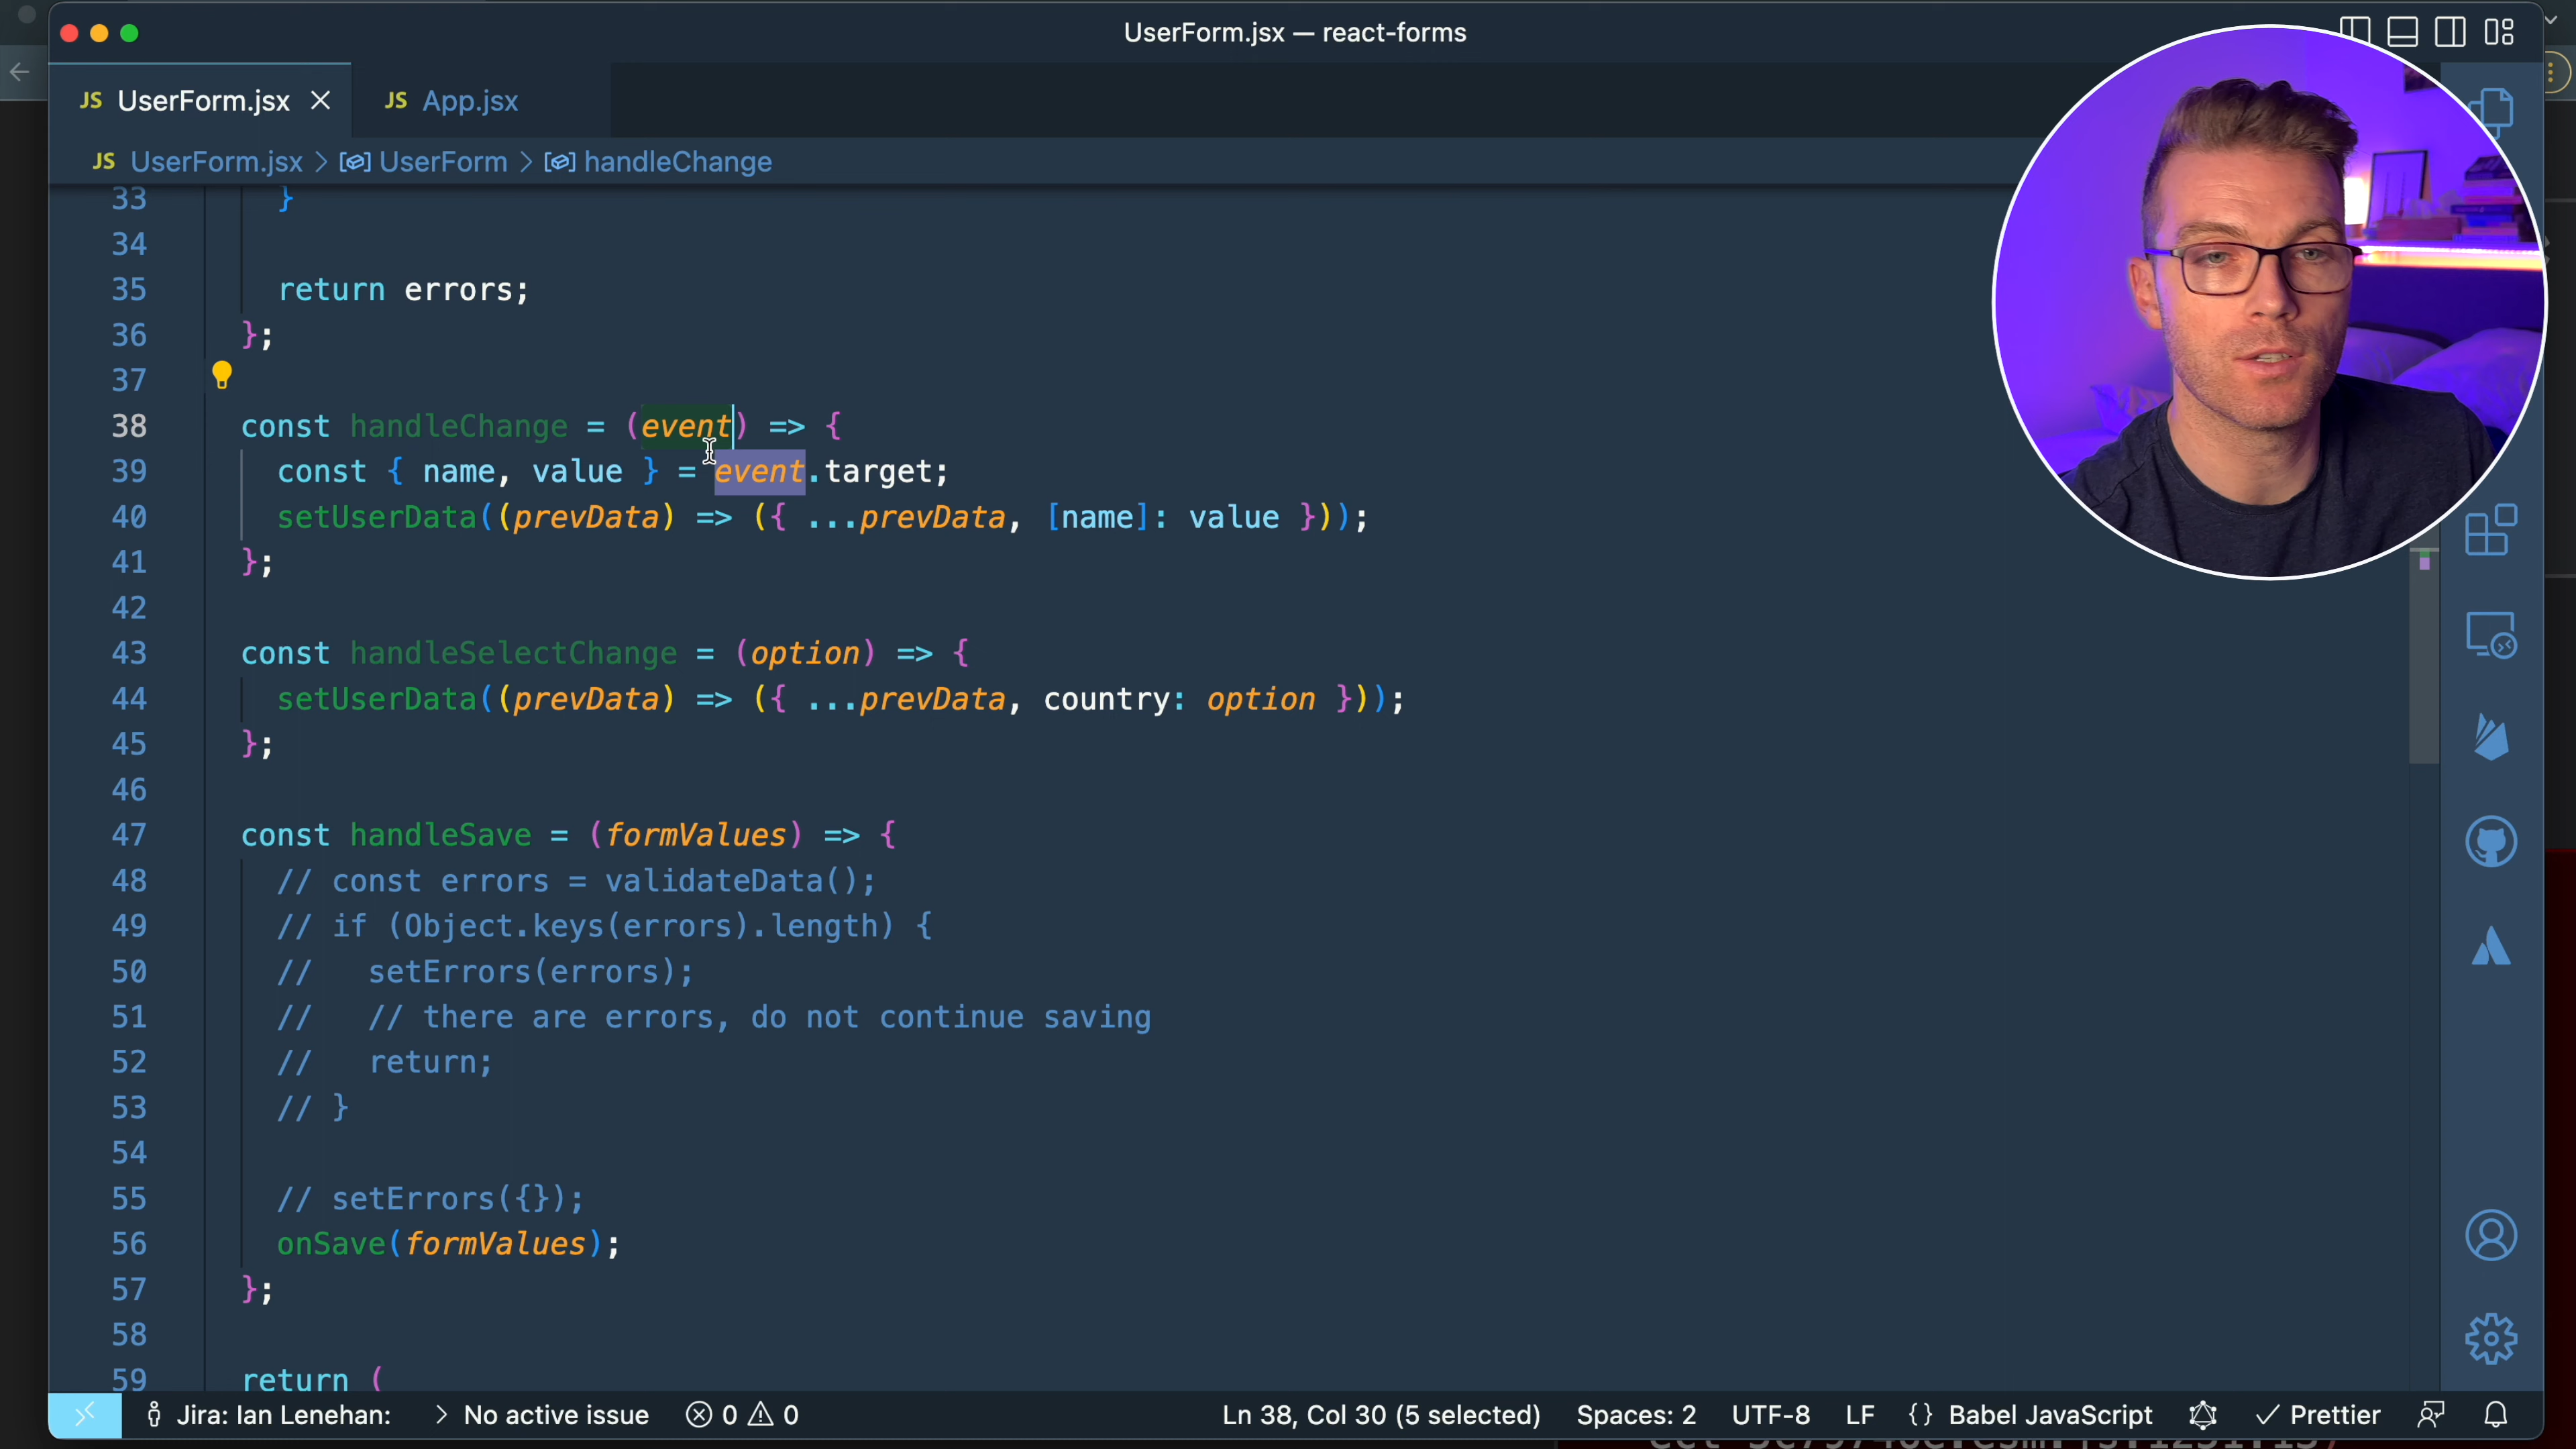 UserForm.jsx — react-forms
JS UserForm.jsx
JS App.jsx
JS UserForm.jsx > UserForm > handleChange
33 }
34
35 return errors;
36 };
37
38 const handleChange = (event) => {
39 const { name, value } = event.target;
40 setUserData((prevData) => ({ ...prevData, [name]: value }));
41 };
42
43 const handleSelectChange = (option) => {
44 setUserData((prevData) => ({ ...prevData, country: option }));
45 };
46
47 const handleSave = (formValues) => {
48 // const errors = validateData();
49 // if (Object.keys(errors).length) {
50 // setErrors(errors);
51 // // there are errors, do not continue saving
52 // return;
53 // }
54
55 // setErrors({});
56 onSave(formValues);
57 };
58
59 return (
Jira: Ian Lenehan: > No active issue 0 0 Ln 38, Col 30 (5 selected) Spaces: 2 UTF-8 LF {} Babel JavaScript ✓ Prettier